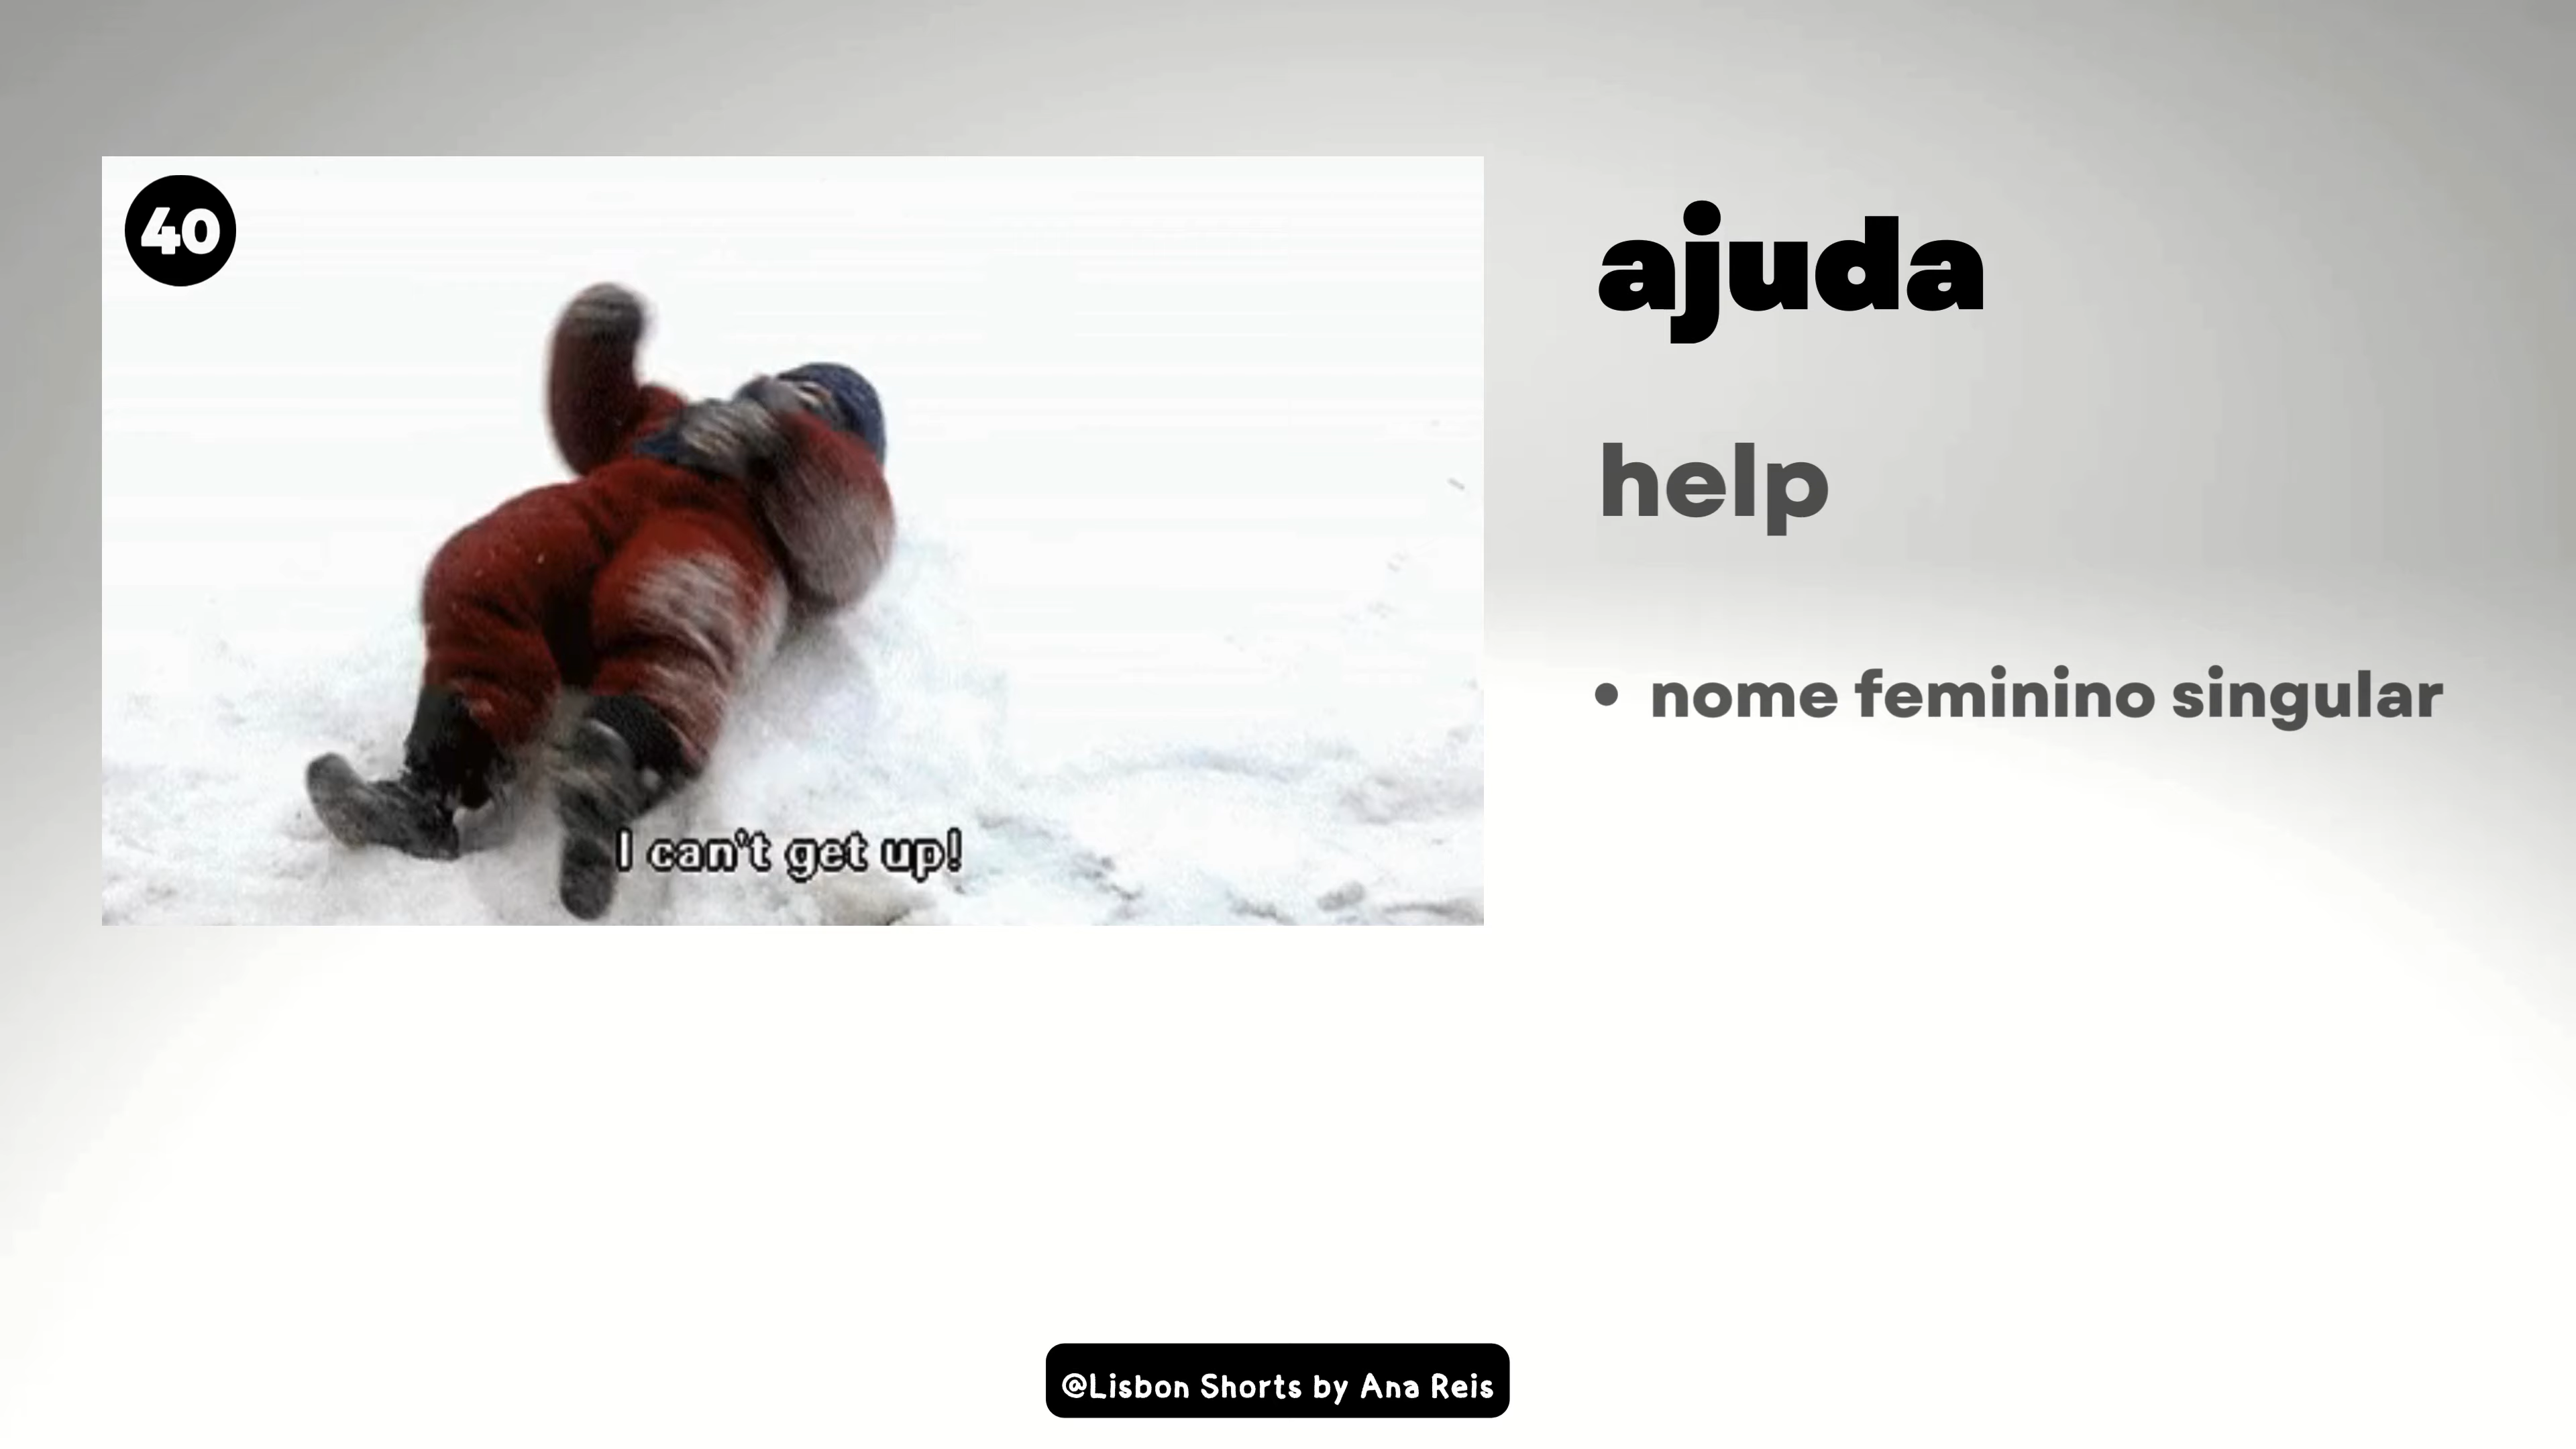 40
ajuda
help
• nome feminino singular
I can't get up!
@Lisbon Shorts by Ana Reis